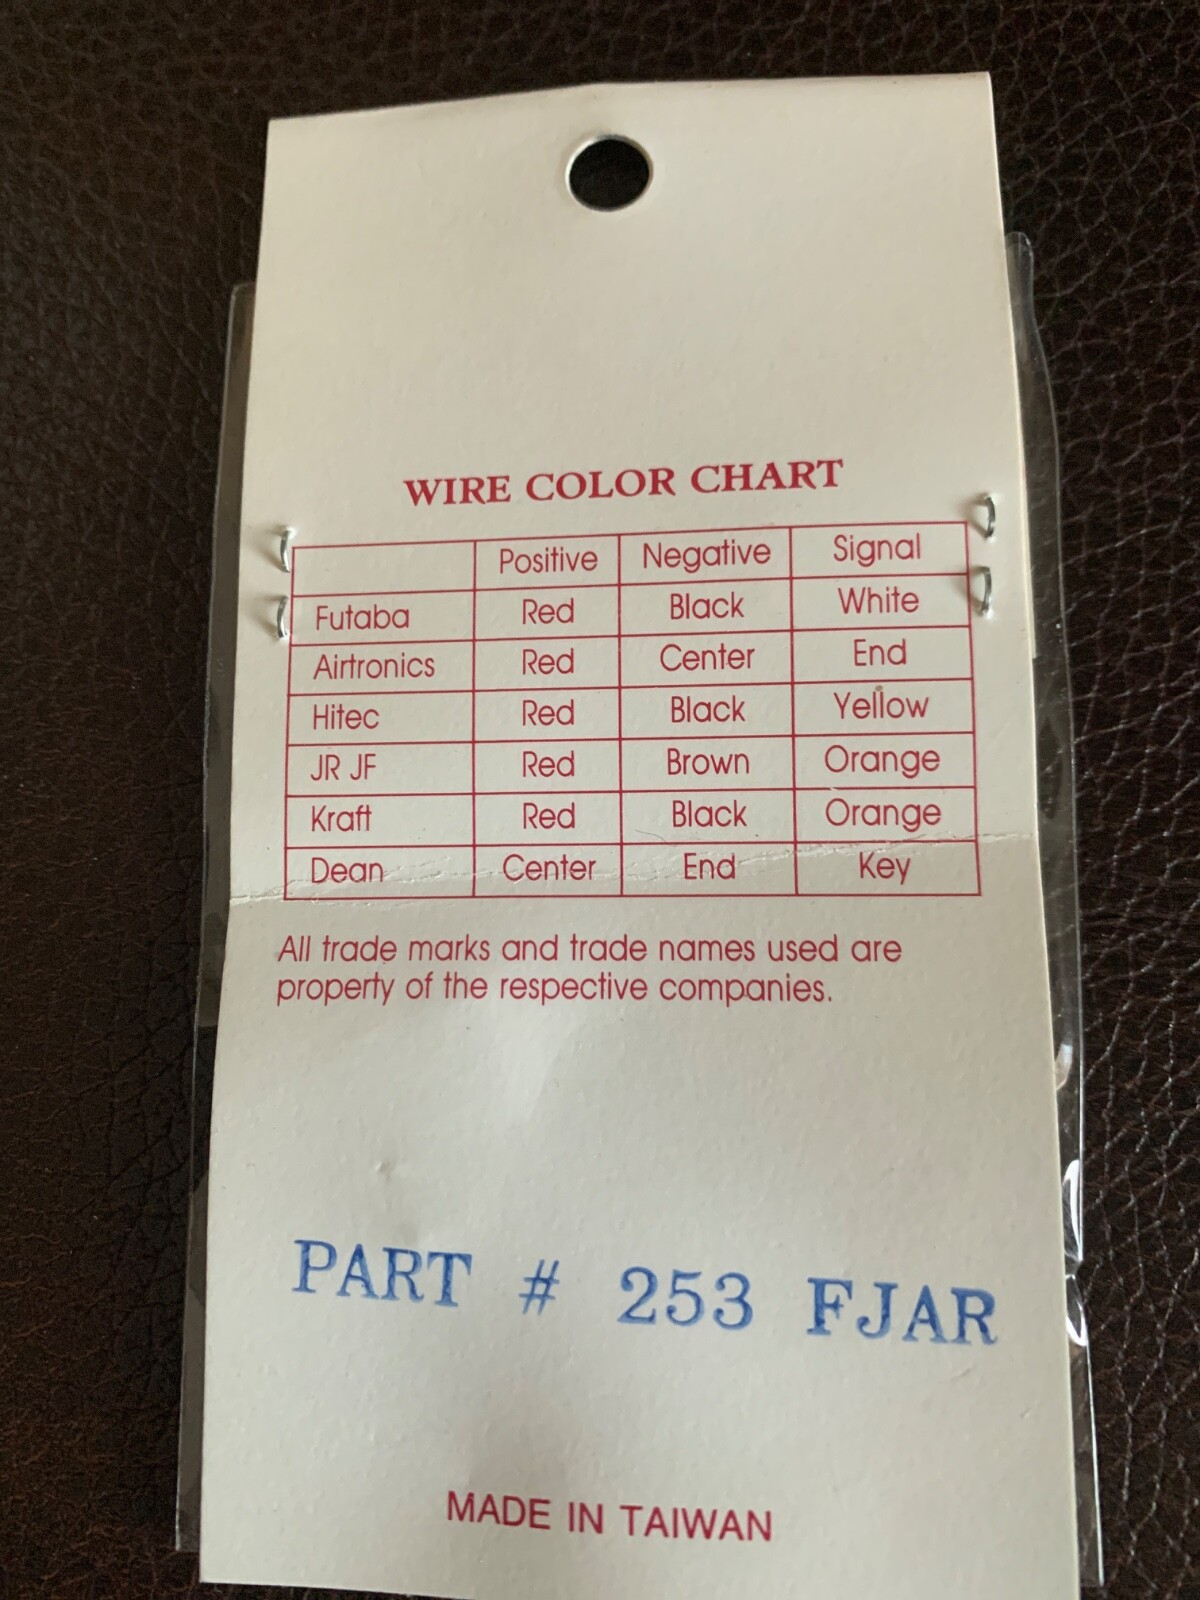 WIRE COLOR CHART
Positive Negative Signal
Futaba Red Black White
Airtronics Red Center End
Hitec Red Black Yellow
JR JF Red Brown Orange
Kraft Red Black Orange
Dean Center End Key
All trade marks and trade names used are
property of the respective companies.
PART # 253 FJAR
MADE IN TAIWAN